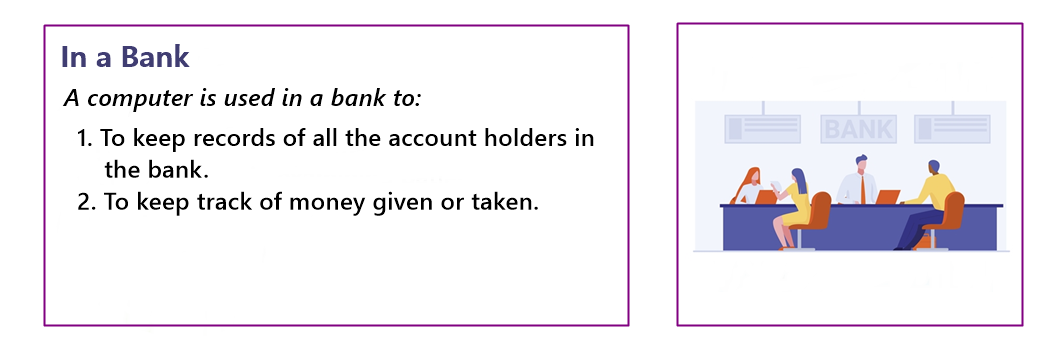 In a Bank
A computer is used in a bank to:
1. To keep records of all the account holders in
the bank.
2. To keep track of money given or taken.
BANK